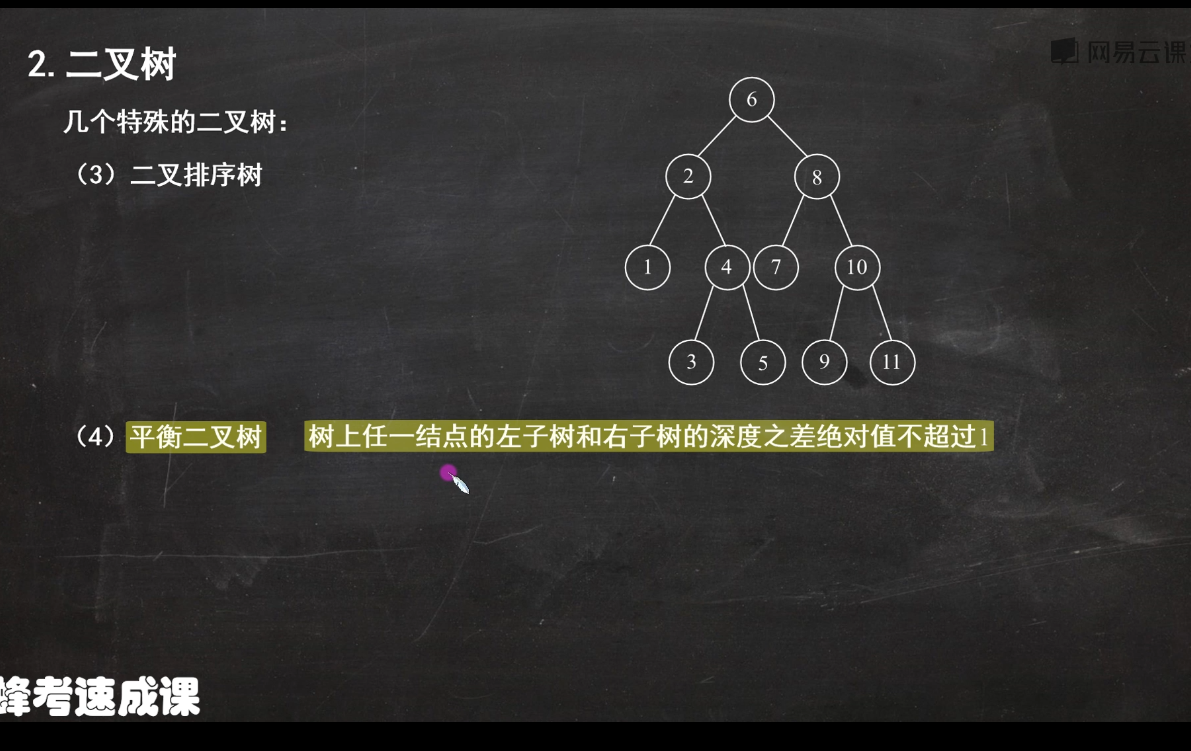 2.二叉树
网易云课
几个特殊的二叉树：
（3）二叉排序树
6
2 8
1 4 7 10
3 5 9 11
（4）平衡二叉树 树上任一结点的左子树和右子树的深度之差绝对值不超过1
蜂考速成课